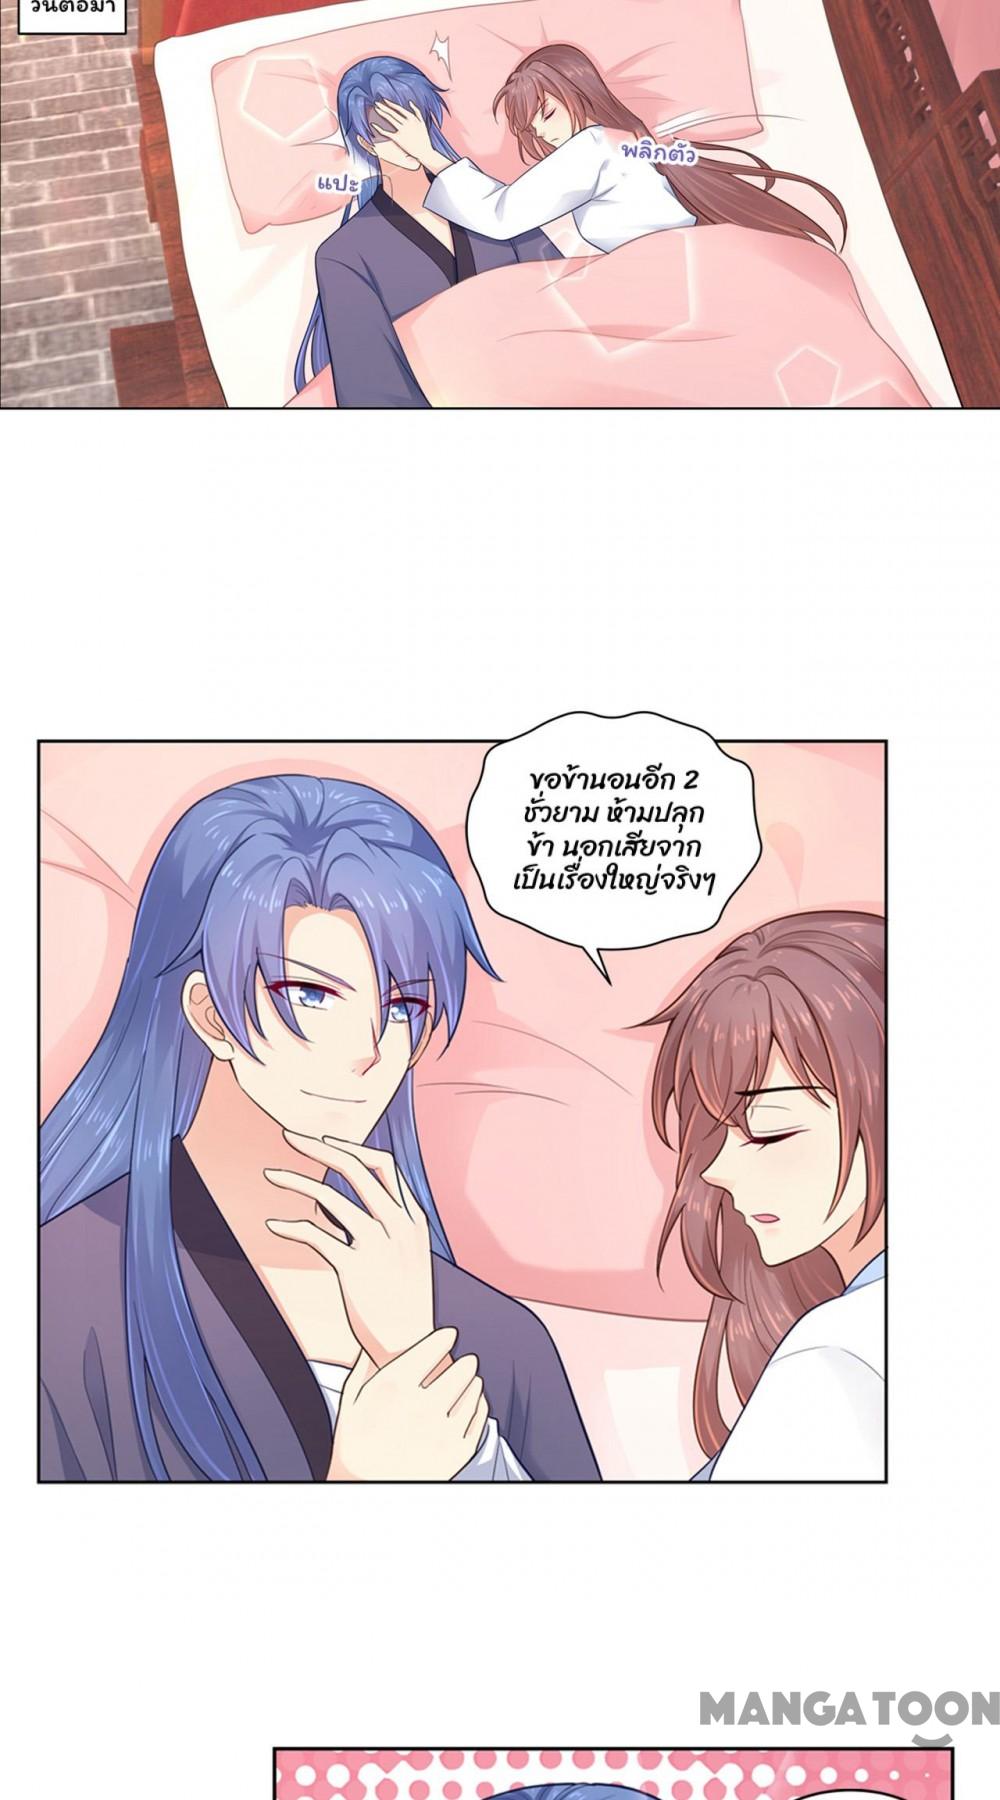 วันต่อมา
แปะ
พลิกตัว
ขอข้านอนอีก 2
ชั่วยาม ห้ามปลุก
ข้า นอกเสียจาก
เป็นเรื่องใหญ่จริงๆ
MANGATOON